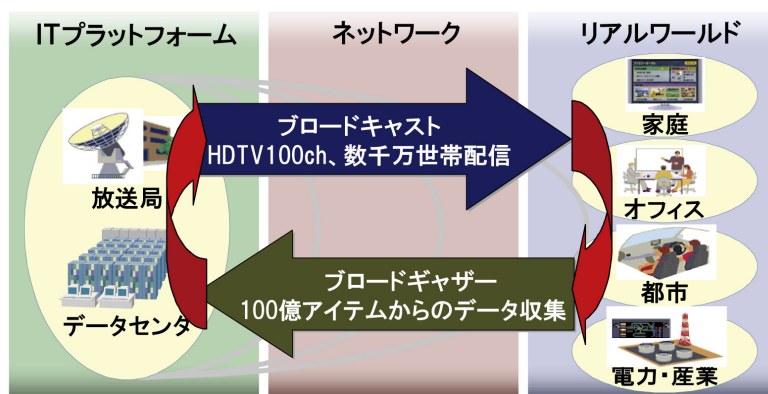 ITプラットフォーム
ネットワーク
リアルワールド
ブロードキャスト
HDTV100ch、数千万世帯配信
放送局
データセンタ
ブロードギャザー
100億アイテムからのデータ収集
家庭
オフィス
都市
電力・産業